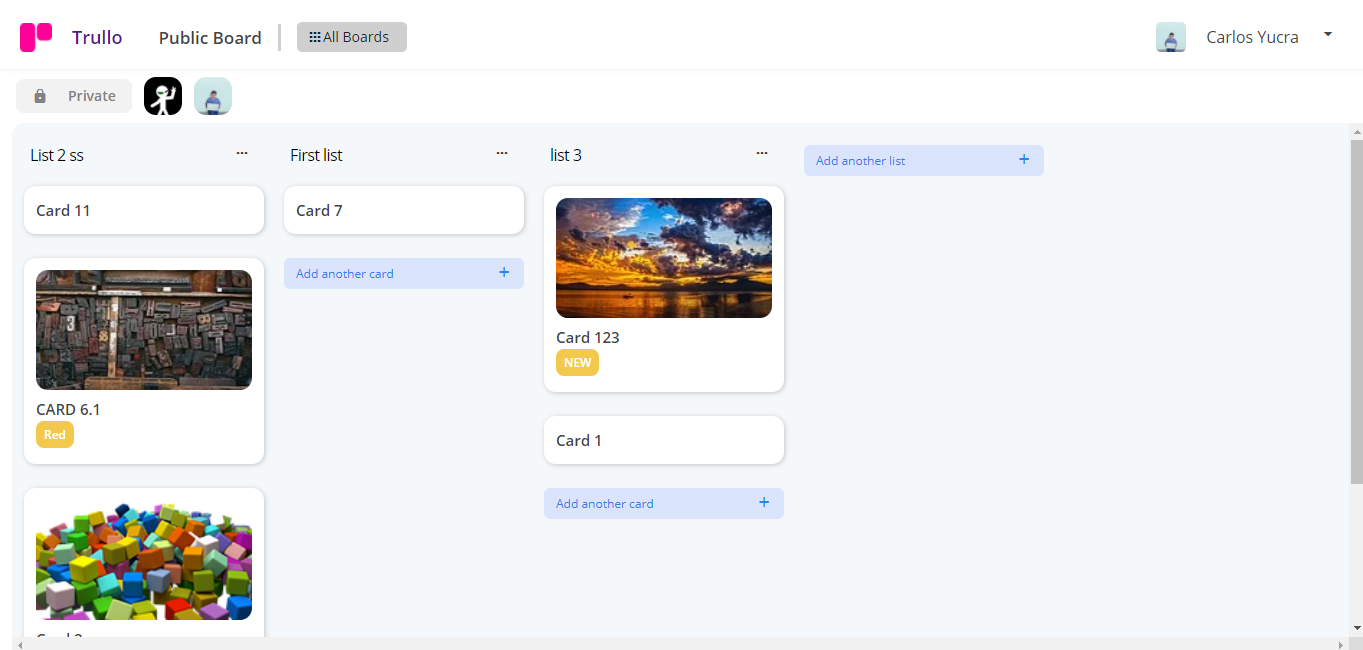 Trullo
Public Board
All Boards
Carlos Yucra
Private
List 2 ss
Card 11
CARD 6.1
Red
First list
Card 7
Add another card
list 3
Card 123
NEW
Card 1
Add another card
Add another list